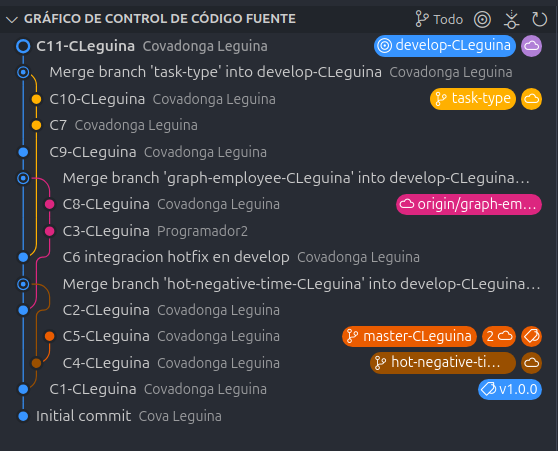 GRÁFICO DE CONTROL DE CÓDIGO FUENTE Todo
C11-CLeguina Covadonga Leguina develop-CLeguina
Merge branch 'task-type' into develop-CLeguina Covadonga Leguina
C10-CLeguina Covadonga Leguina task-type
C7 Covadonga Leguina
C9-CLeguina Covadonga Leguina
Merge branch 'graph-employee-CLeguina' into develop-CLeguina...
C8-CLeguina Covadonga Leguina origin/graph-em...
C3-CLeguina Programador2
C6 integracion hotfix en develop Covadonga Leguina
Merge branch 'hot-negative-time-CLeguina' into develop-CLeguina...
C2-CLeguina Covadonga Leguina
C5-CLeguina Covadonga Leguina master-CLeguina 2
C4-CLeguina Covadonga Leguina hot-negative-ti...
C1-CLeguina Covadonga Leguina v1.0.0
Initial commit Cova Leguina